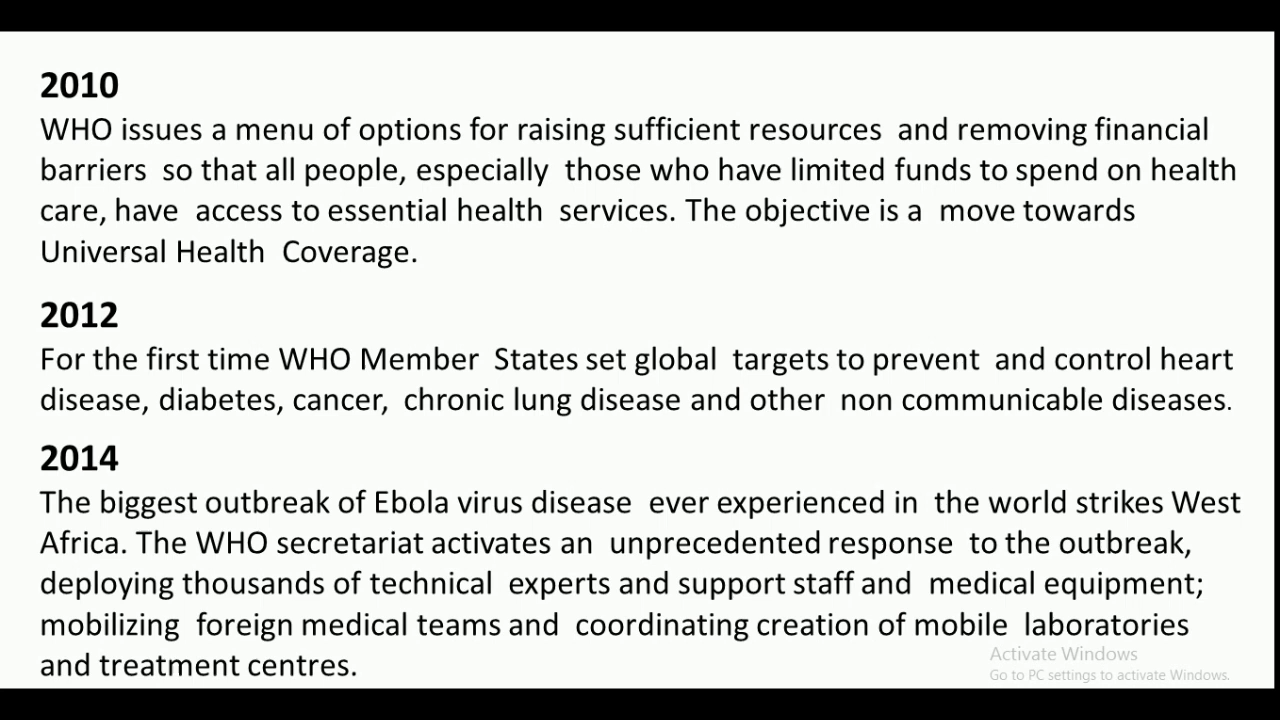 2010
WHO issues a menu of options for raising sufficient resources and removing financial
barriers so that all people, especially those who have limited funds to spend on health
care, have access to essential health services. The objective is a move towards
Universal Health Coverage.
2012
For the first time WHO Member States set global targets to prevent and control heart
disease, diabetes, cancer, chronic lung disease and other non communicable diseases.
2014
The biggest outbreak of Ebola virus disease ever experienced in the world strikes West
Africa. The WHO secretariat activates an unprecedented response to the outbreak,
deploying thousands of technical experts and support staff and medical equipment;
mobilizing foreign medical teams and coordinating creation of mobile laboratories
and treatment centres.
Activate Windows
Go to PC settings to activate Windows.